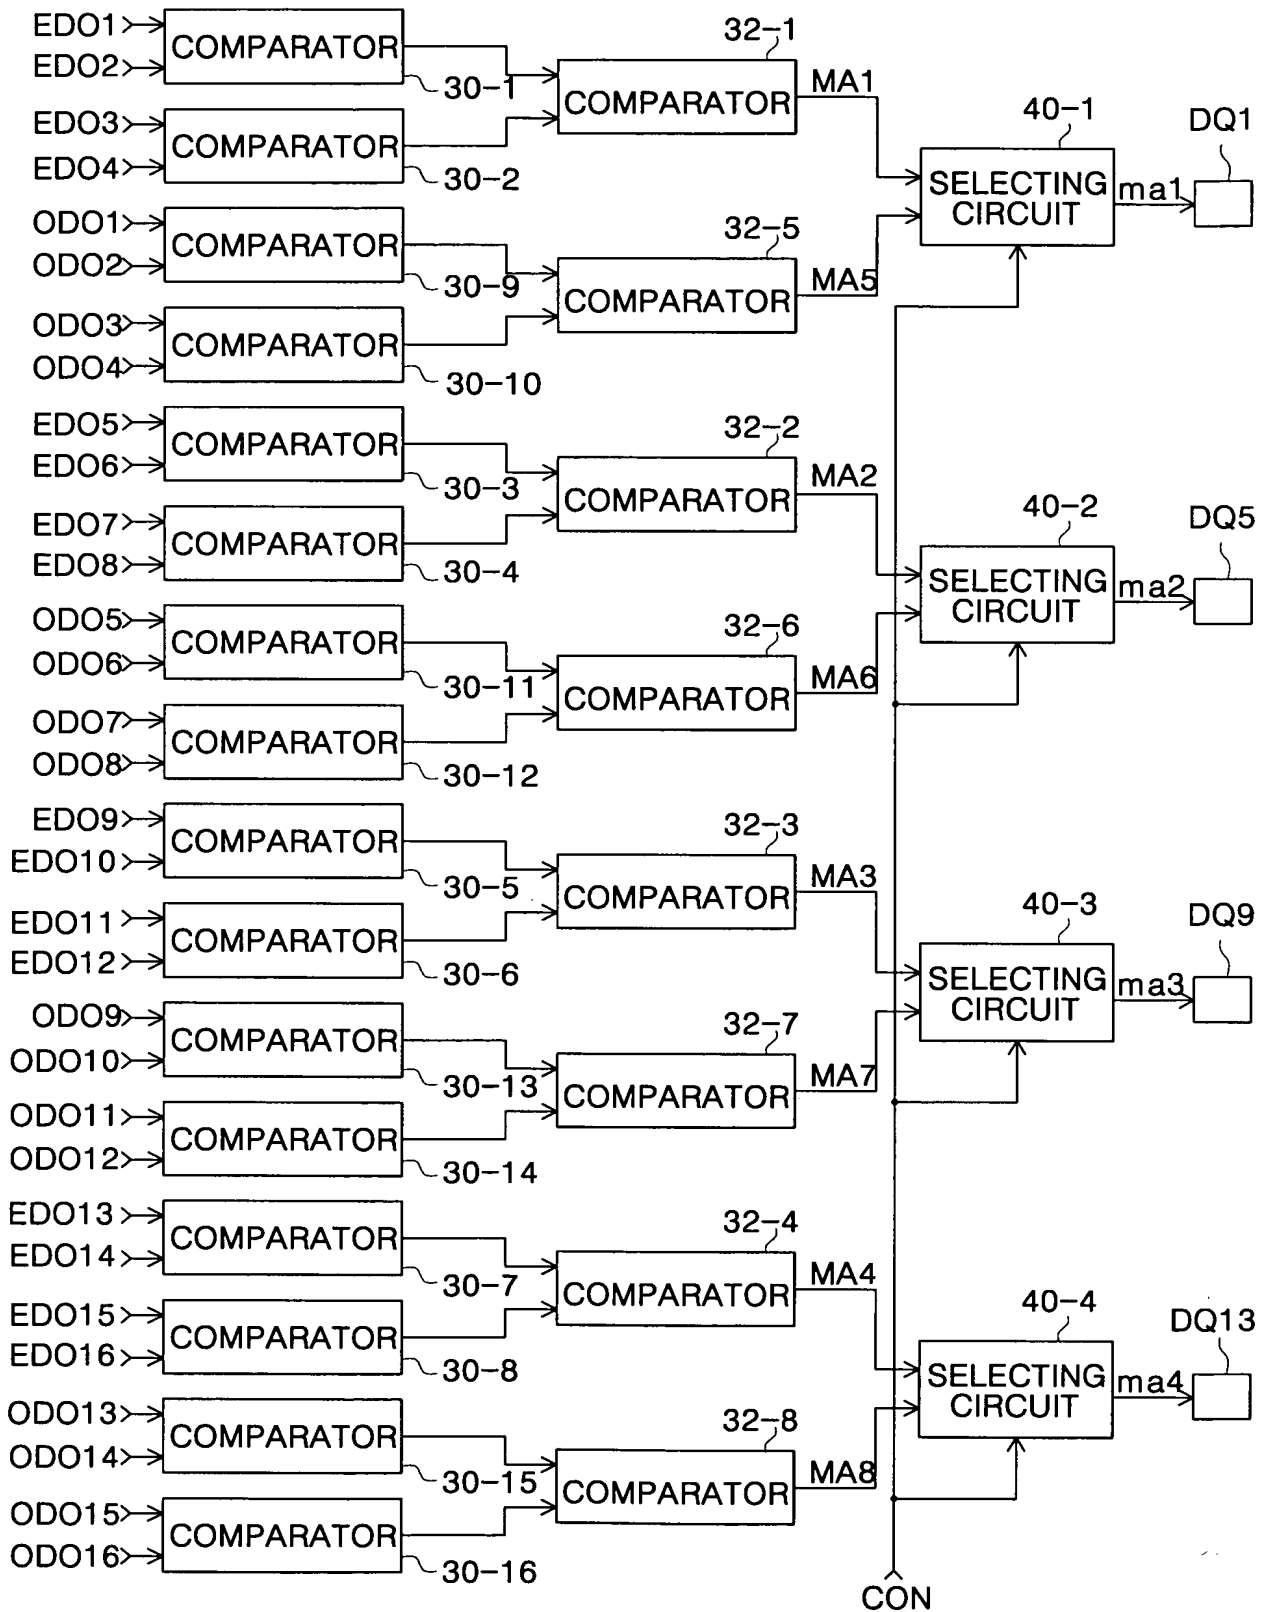 EDO1
EDO2
COMPARATOR
30-1
EDO3
EDO4
COMPARATOR
30-2
32-1
COMPARATOR
MA1
ODO1
ODO2
COMPARATOR
30-9
ODO3
ODO4
COMPARATOR
30-10
32-5
COMPARATOR
MA5
40-1
SELECTING
CIRCUIT
ma1
DQ1
EDO5
EDO6
COMPARATOR
30-3
EDO7
EDO8
COMPARATOR
30-4
32-2
COMPARATOR
MA2
ODO5
ODO6
COMPARATOR
30-11
ODO7
ODO8
COMPARATOR
30-12
32-6
COMPARATOR
MA6
40-2
SELECTING
CIRCUIT
ma2
DQ5
EDO9
EDO10
COMPARATOR
30-5
EDO11
EDO12
COMPARATOR
30-6
32-3
COMPARATOR
MA3
ODO9
ODO10
COMPARATOR
30-13
ODO11
ODO12
COMPARATOR
30-14
32-7
COMPARATOR
MA7
40-3
SELECTING
CIRCUIT
ma3
DQ9
EDO13
EDO14
COMPARATOR
30-7
EDO15
EDO16
COMPARATOR
30-8
32-4
COMPARATOR
MA4
ODO13
ODO14
COMPARATOR
30-15
ODO15
ODO16
COMPARATOR
30-16
32-8
COMPARATOR
MA8
40-4
SELECTING
CIRCUIT
ma4
DQ13
CON